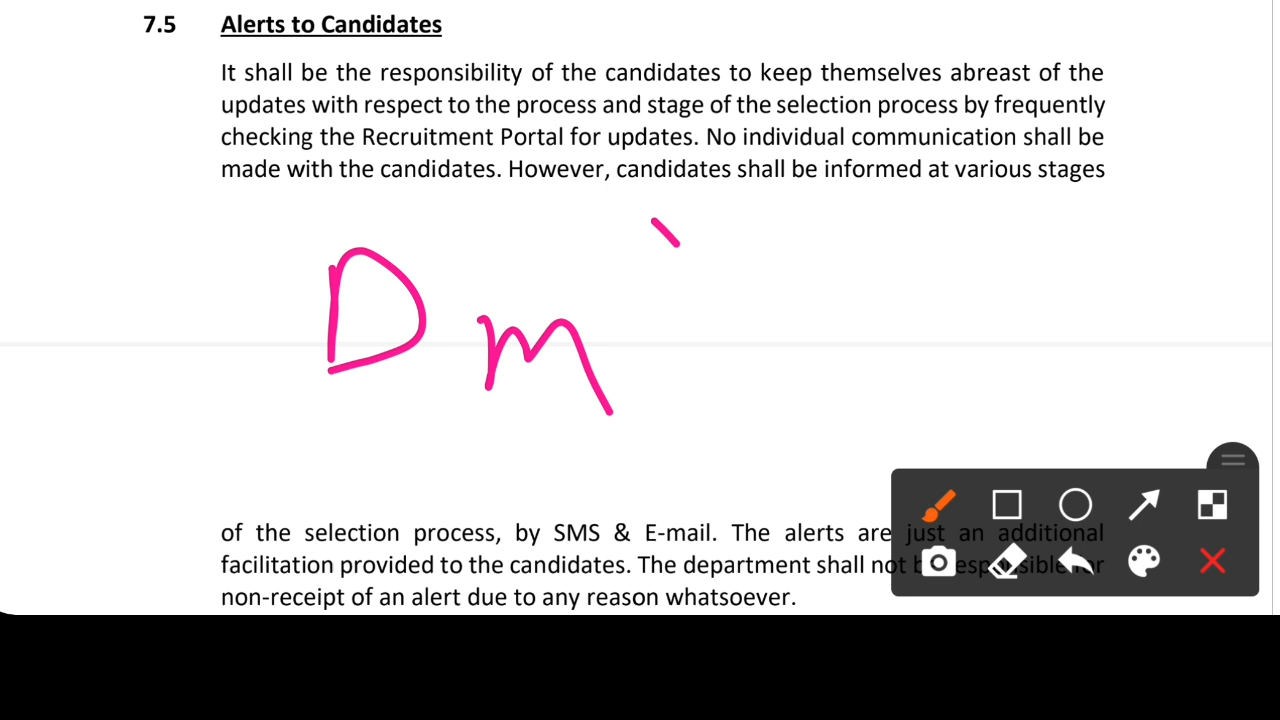 7.5 Alerts to Candidates
It shall be the responsibility of the candidates to keep themselves abreast of the
updates with respect to the process and stage of the selection process by frequently
checking the Recruitment Portal for updates. No individual communication shall be
made with the candidates. However, candidates shall be informed at various stages
D m
of the selection process, by SMS & E-mail. The alerts are just an additional
facilitation provided to the candidates. The department shall not be responsible for
non-receipt of an alert due to any reason whatsoever.